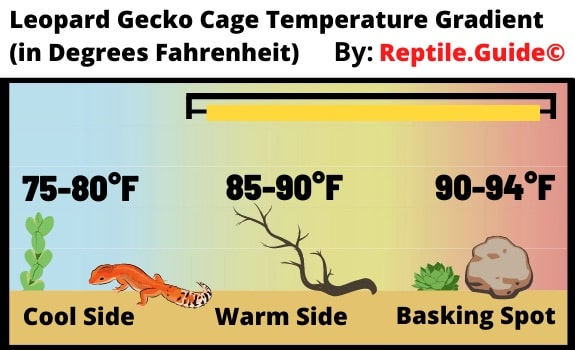 Leopard Gecko Cage Temperature Gradient
(in Degrees Fahrenheit) By: Reptile.Guide©
75-80°F 85-90°F 90-94°F
Cool Side Warm Side Basking Spot